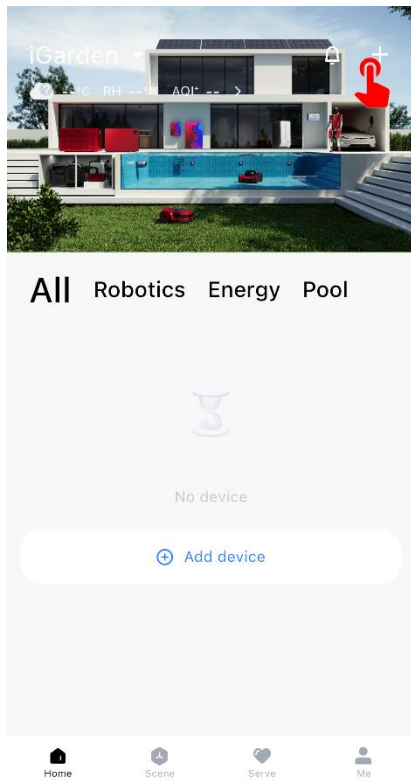 iGarden
--°c RH --% AQI: -- >
All Robotics Energy Pool
No device
Add device
Home Scene Serve Me